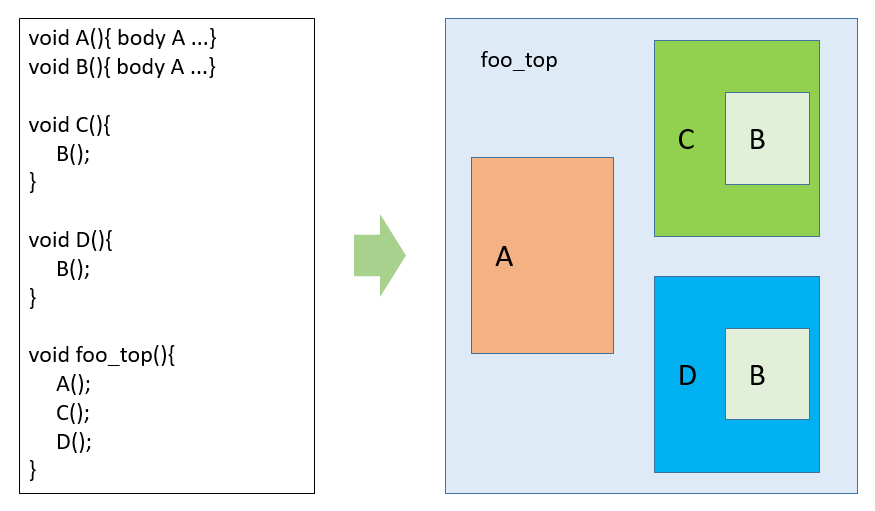 void A(){ body A ...}
void B(){ body A ...}
void C(){
B();
}
void D(){
B();
}
void foo_top(){
A();
C();
D();
}
foo_top
C
B
A
D
B